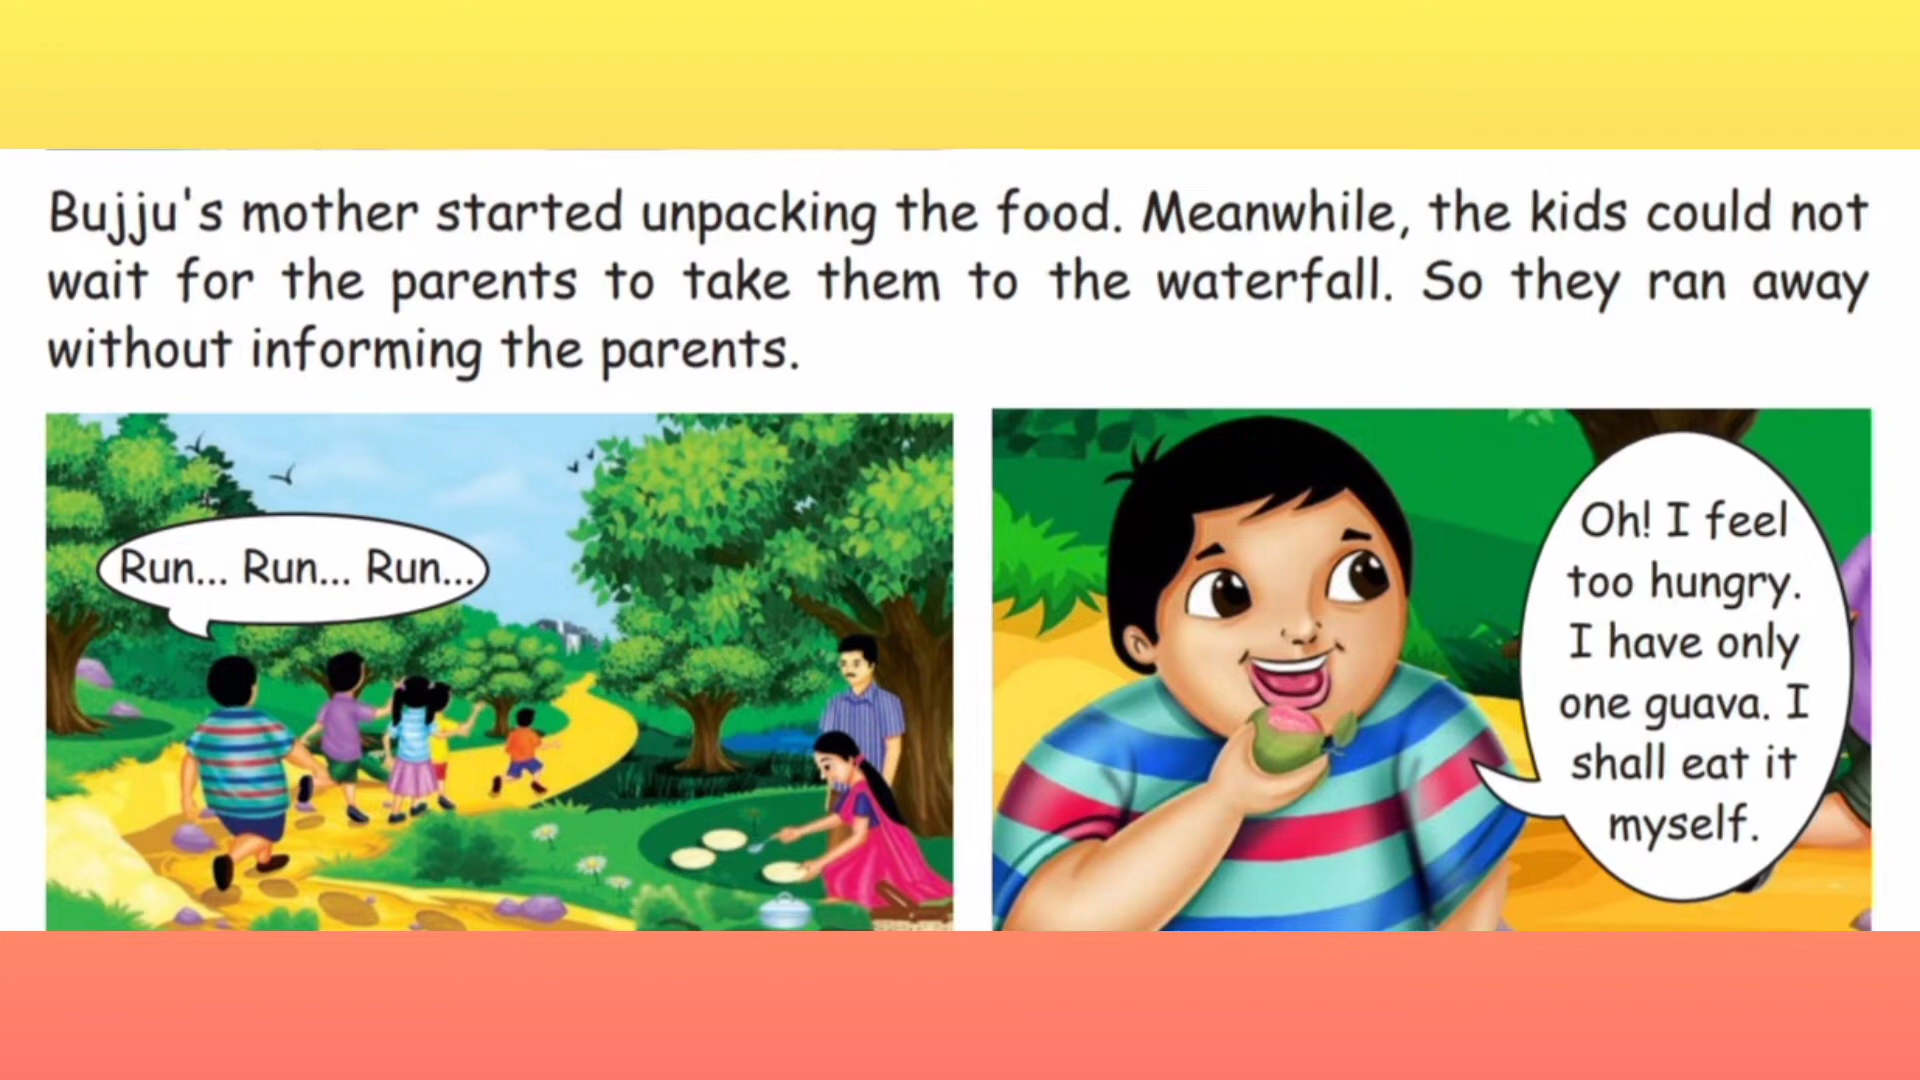 Bujju's mother started unpacking the food. Meanwhile, the kids could not
wait for the parents to take them to the waterfall. So they ran away
without informing the parents.
Run... Run... Run...
Oh! I feel
too hungry.
I have only
one guava. I
shall eat it
myself.